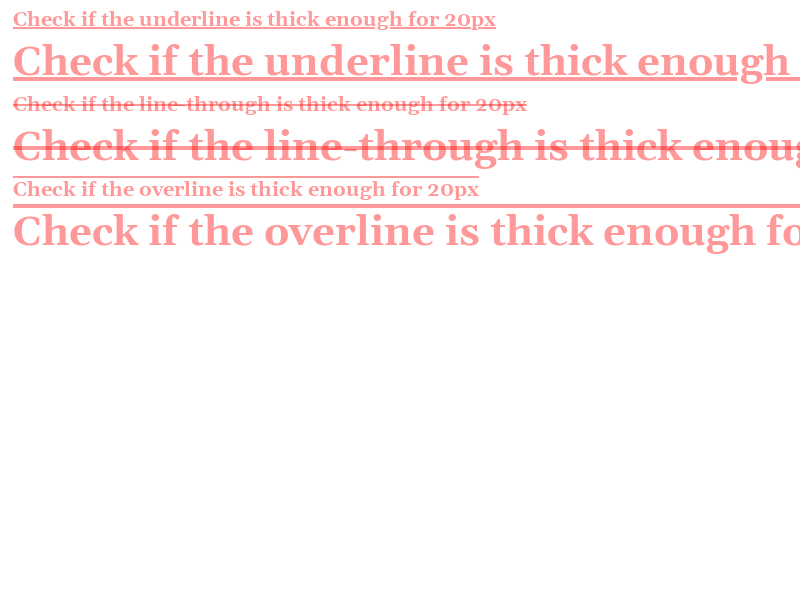 Check if the underline is thick enough for 20px
Check if the underline is thick enough
Check if the line-through is thick enough for 20px
Check if the line-through is thick enoug
Check if the overline is thick enough for 20px
Check if the overline is thick enough fo